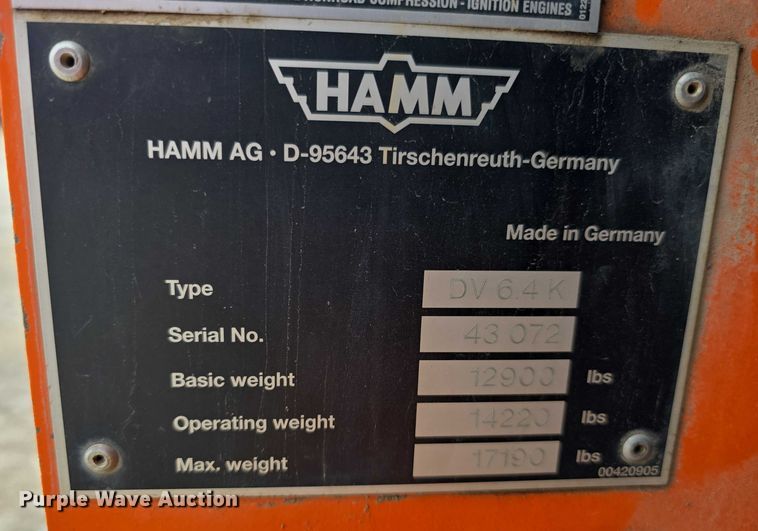 COMPRESSION - IGNITION ENGINES
HAMM
HAMM AG · D-95643 Tirschenreuth-Germany
Made in Germany
Type DV 6.4 K
Serial No. 43 072
Basic weight 12900 lbs
Operating weight 14220 lbs
Max. weight 17190 lbs
00420905
Purple Wave Auction